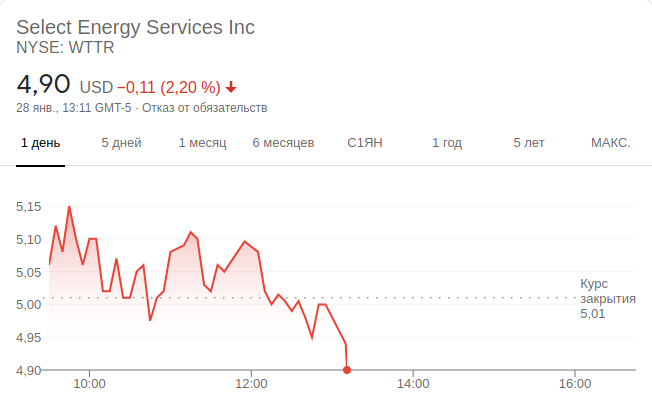 Select Energy Services Inc
NYSE: WTTR
4,90 USD −0,11 (2,20 %)
28 янв., 13:11 GMT-5 · Отказ от обязательств
1 день 5 дней 1 месяц 6 месяцев С1ЯН 1 год 5 лет МАКС.
5,15
5,10
5,05
5,00
4,95
4,90
Курс
закрытия
5,01
10:00 12:00 14:00 16:00